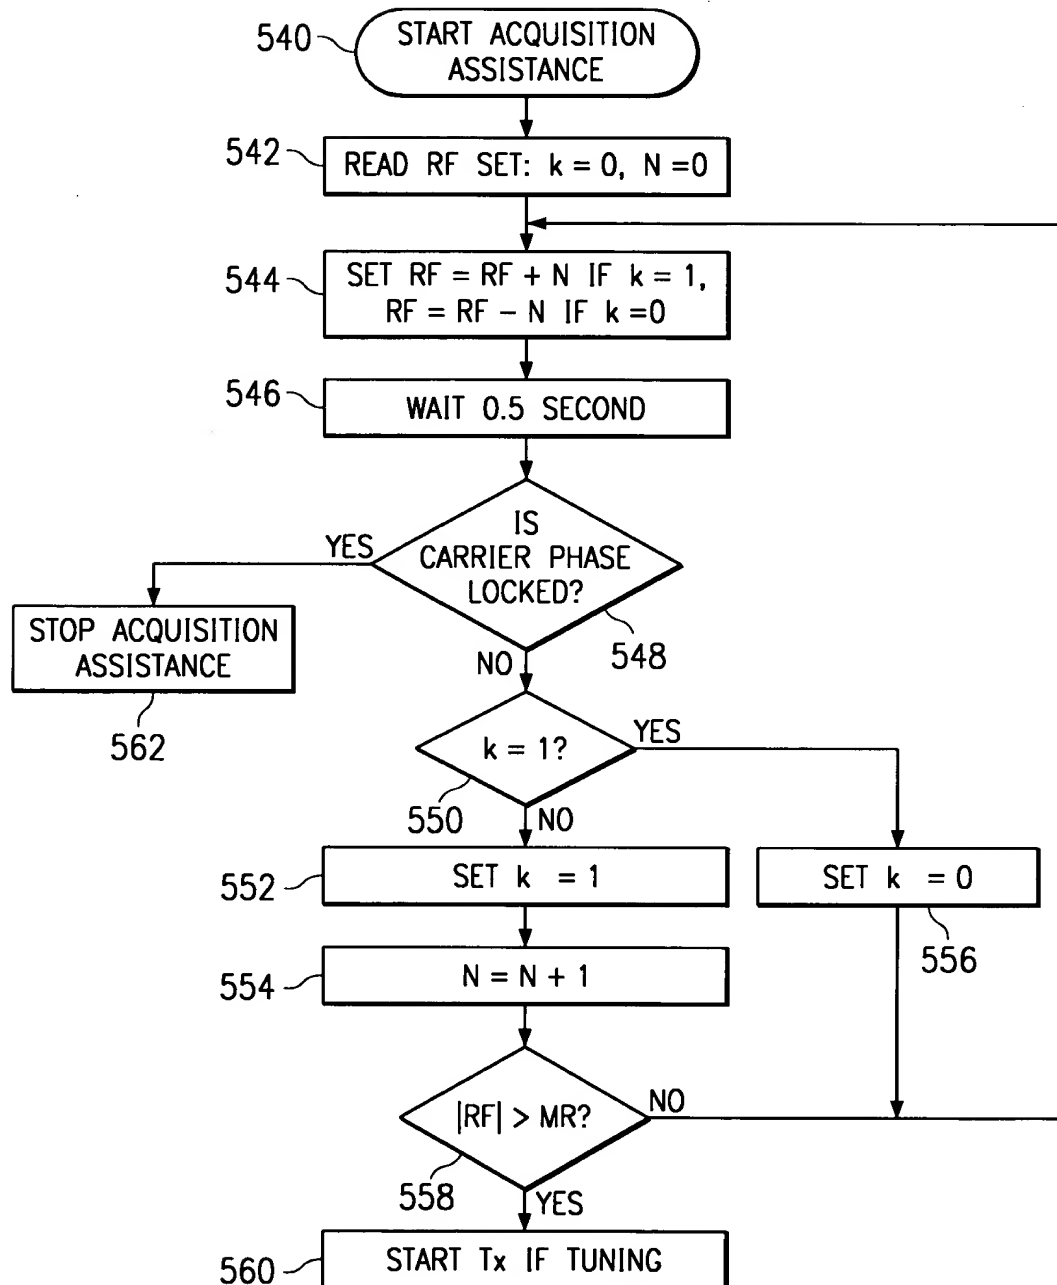 540
START ACQUISITION
ASSISTANCE
542
READ RF SET: k = 0, N =0
544
SET RF = RF + N IF k = 1,
RF = RF − N IF k =0
546
WAIT 0.5 SECOND
IS
CARRIER PHASE
LOCKED?
YES
548
NO
STOP ACQUISITION
ASSISTANCE
562
k = 1?
YES
550
NO
552
SET k = 1
SET k = 0
556
554
N = N + 1
|RF| > MR?
NO
558
YES
560
START Tx IF TUNING